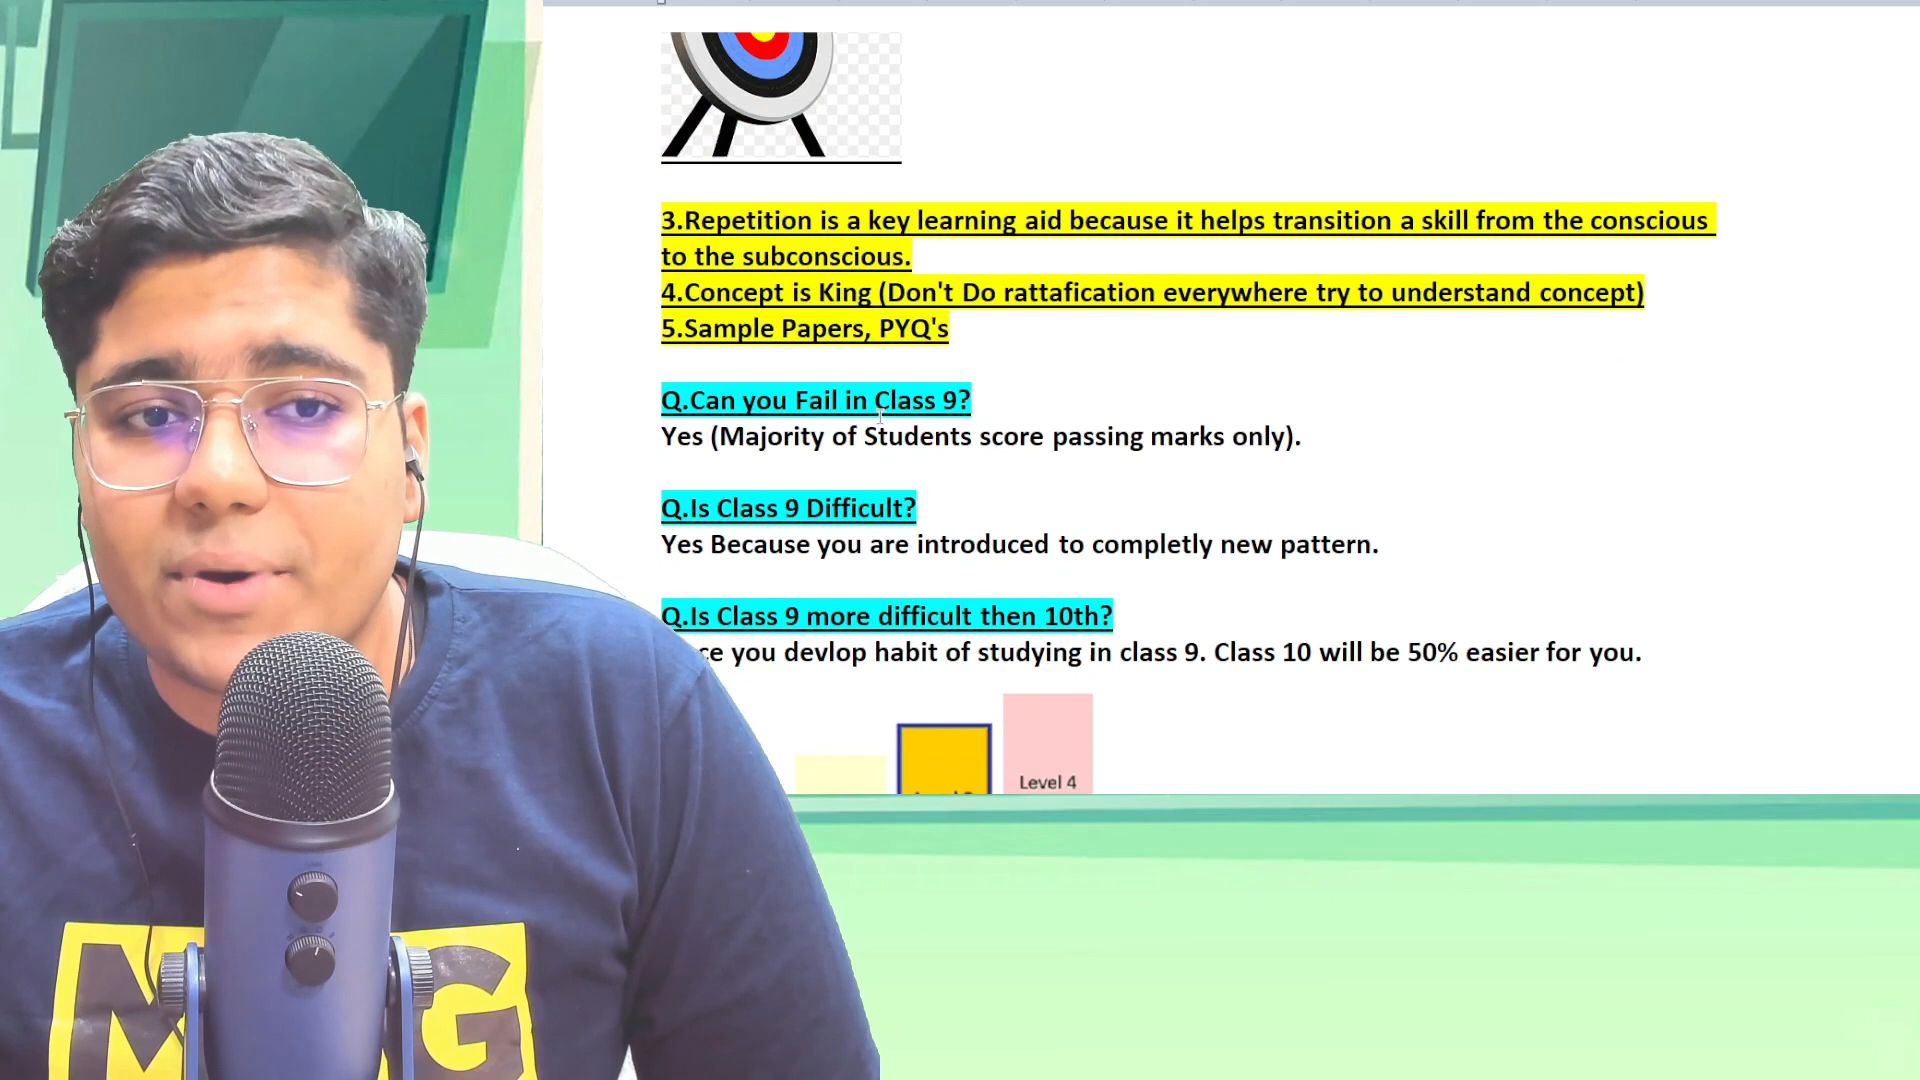 3.Repetition is a key learning aid because it helps transition a skill from the conscious
to the subconscious.
4.Concept is King (Don't Do rattafication everywhere try to understand concept)
5.Sample Papers, PYQ's
Q.Can you Fail in Class 9?
Yes (Majority of Students score passing marks only).
Q.Is Class 9 Difficult?
Yes Because you are introduced to completly new pattern.
Q.Is Class 9 more difficult then 10th?
you devlop habit of studying in class 9. Class 10 will be 50% easier for you.
Level 4